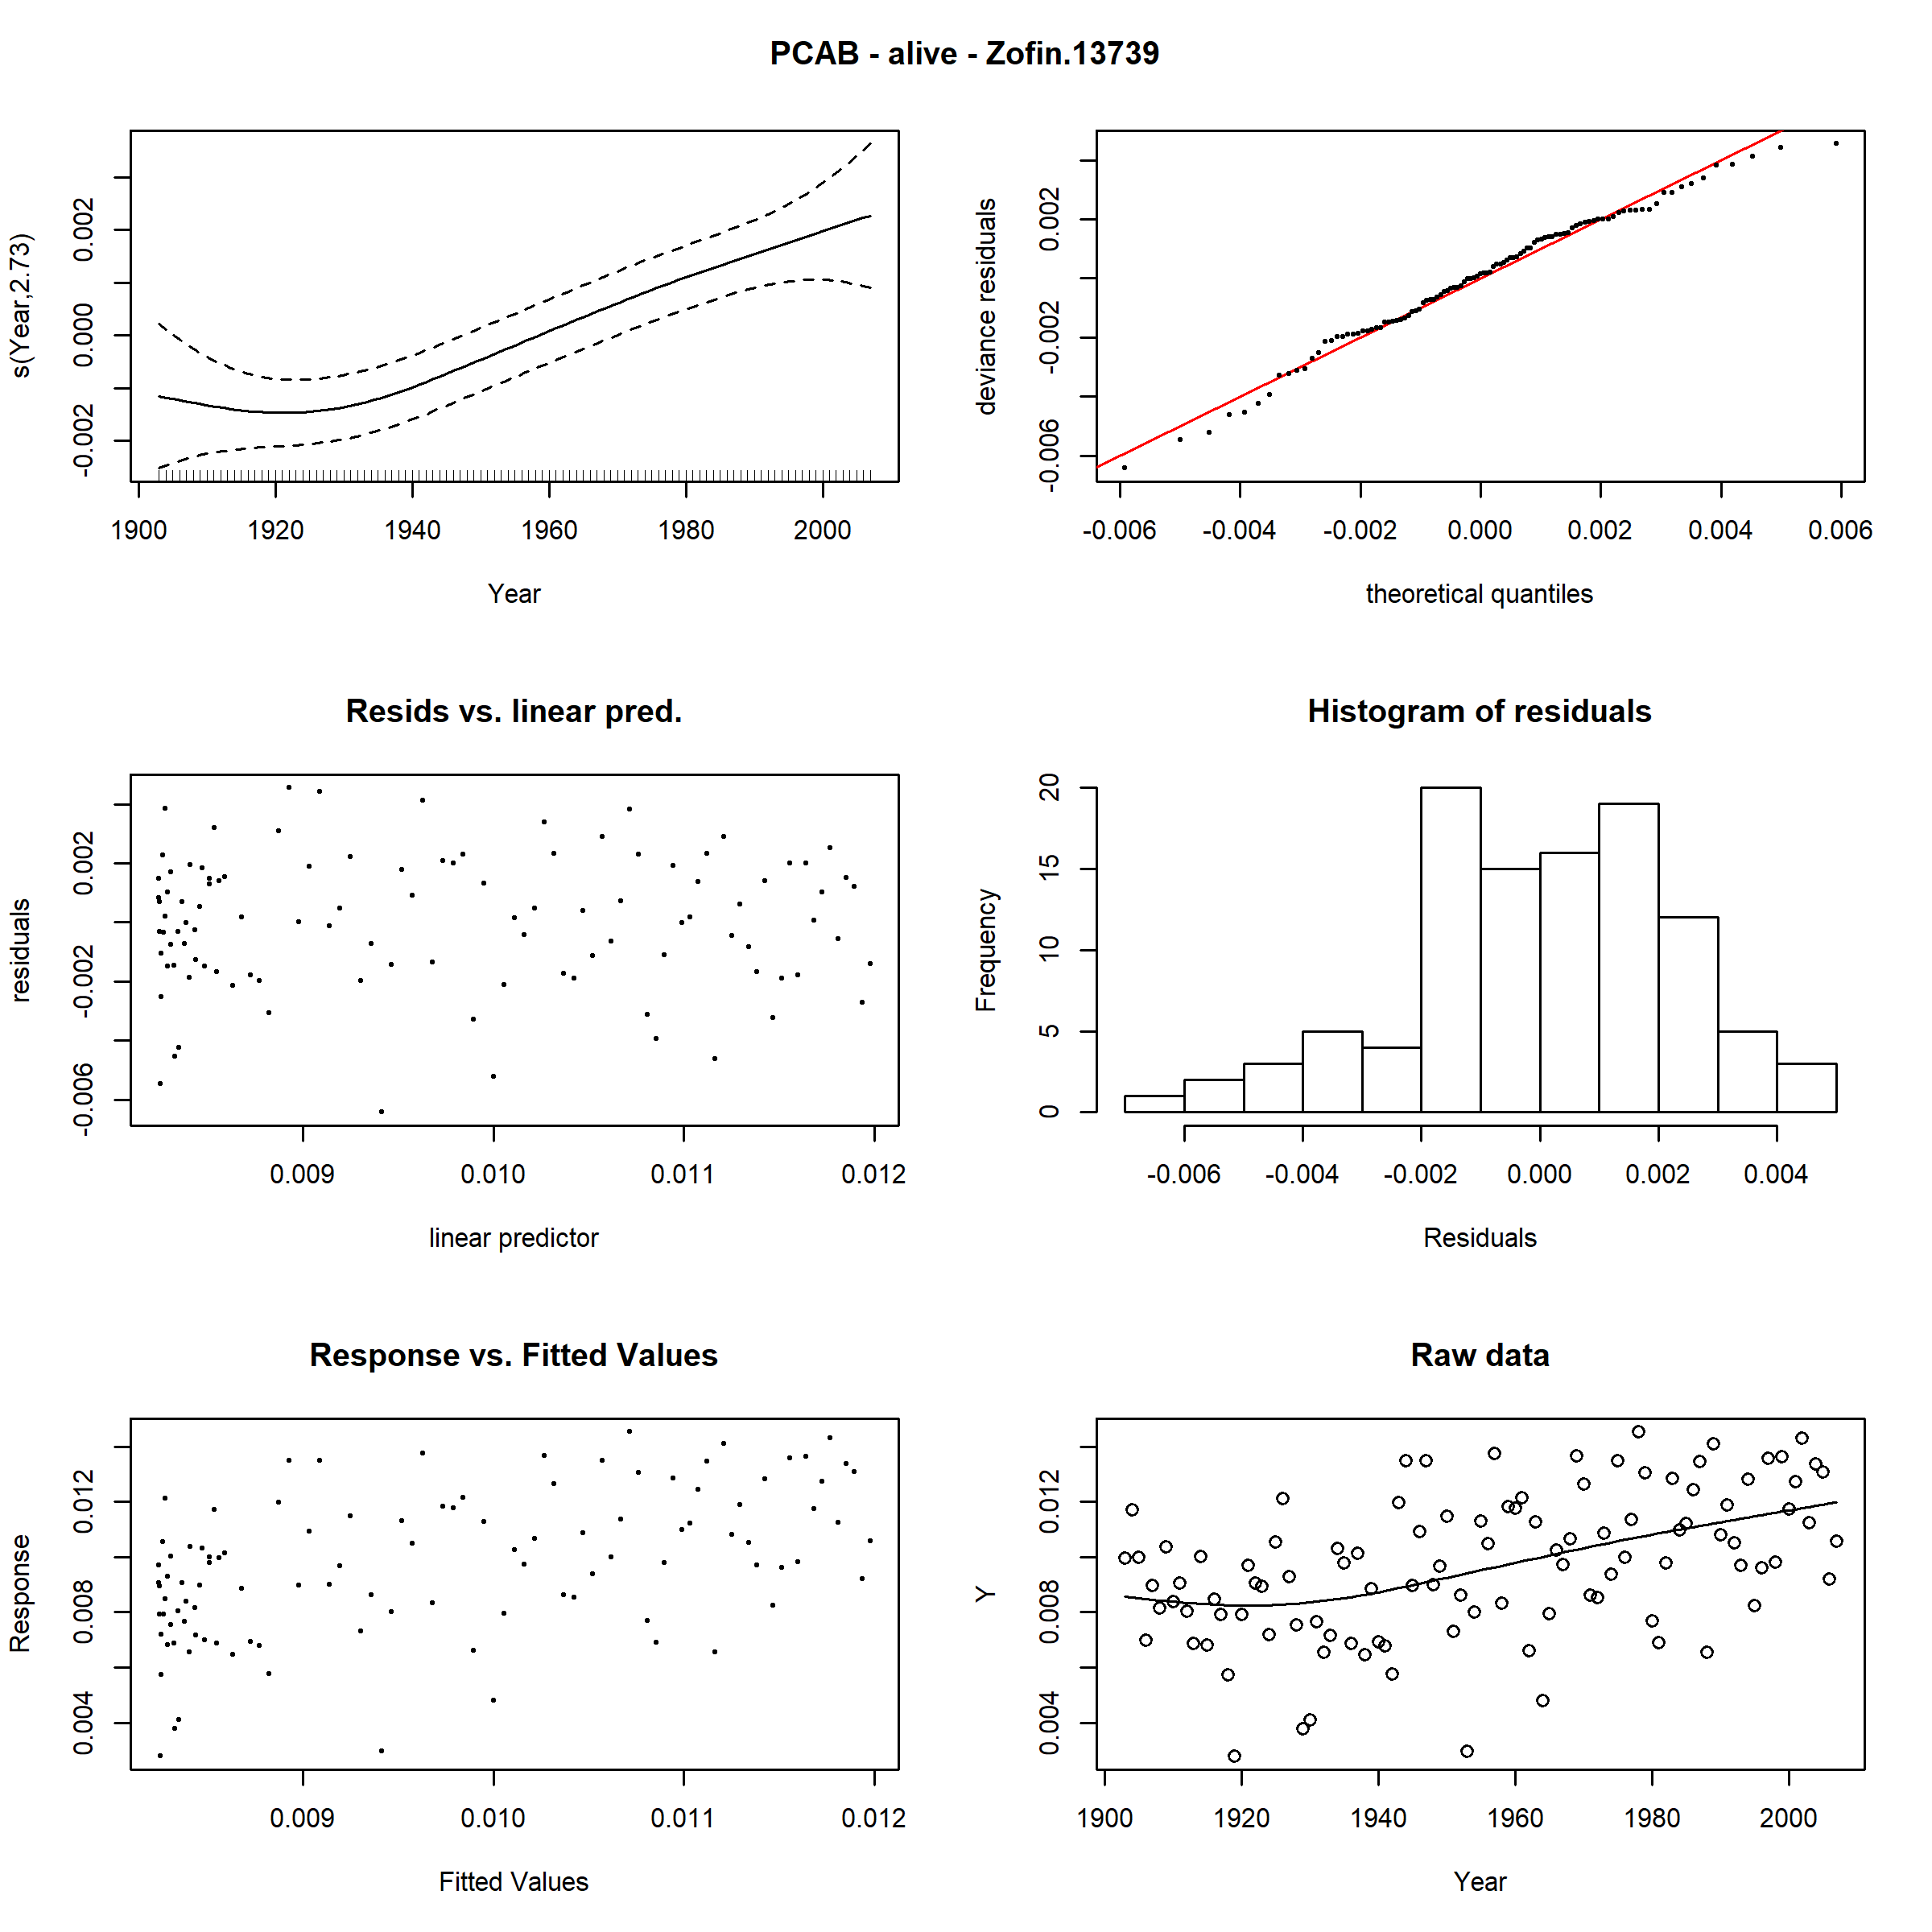 PCAB - alive - Zofin.13739
s(Year,2.73)
-0.002 0.000 0.002
1900 1920 1940 1960 1980 2000
Year
deviance residuals
-0.006 -0.002 0.002
-0.006 -0.004 -0.002 0.000 0.002 0.004 0.006
theoretical quantiles
Resids vs. linear pred.
residuals
-0.006 -0.002 0.002
0.009 0.010 0.011 0.012
linear predictor
Histogram of residuals
Frequency
0 5 10 15 20
-0.006 -0.004 -0.002 0.000 0.002 0.004
Residuals
Response vs. Fitted Values
Response
0.004 0.008 0.012
0.009 0.010 0.011 0.012
Fitted Values
Raw data
Y
0.004 0.008 0.012
1900 1920 1940 1960 1980 2000
Year